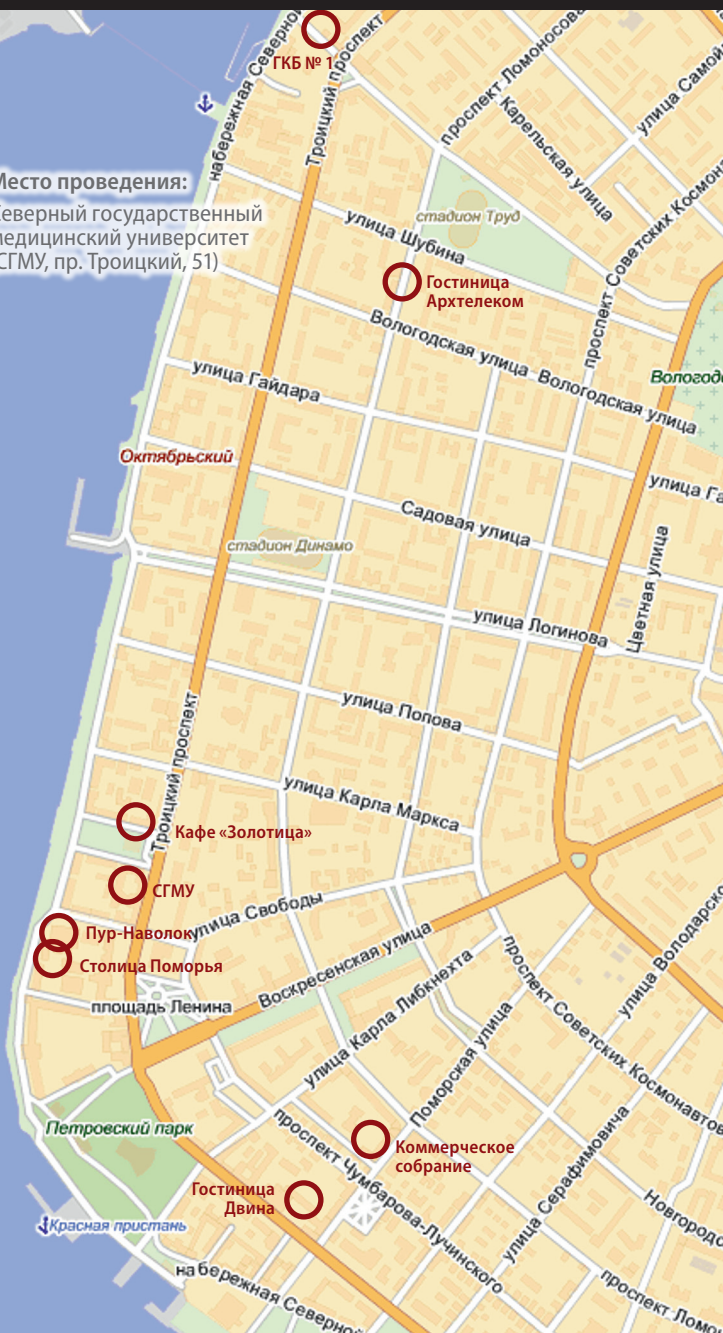 ГКБ № 1
набережная Северной
Троицкий проспект
проспект Ломоносова
Карельская улица
улица Самой
Место проведения:
Северный государственный
медицинский университет
(СГМУ, пр. Троицкий, 51)
стадион Труд
улица Шубина
проспект Советских Космон
Гостиница
Архтелеком
Вологодская улица
Вологодская улица
Вологодс
улица Гайдара
Октябрьский
улица Га
Садовая улица
стадион Динамо
Цветная улица
улица Логинова
улица Попова
Троицкий проспект
улица Карла Маркса
Кафе «Золотица»
СГМУ
улица Свободы
Пур-Наволок
Столица Поморья
Воскресенская улица
улица Володарско
площадь Ленина
улица Карла Либкнехта
проспект Советских Космонавтов
Поморская улица
Петровский парк
Коммерческое
собрание
проспект Чумбарова-Лучинского
улица Серафимовича
Гостиница
Двина
Новгородс
Красная пристань
набережная Северной
проспект Ломо